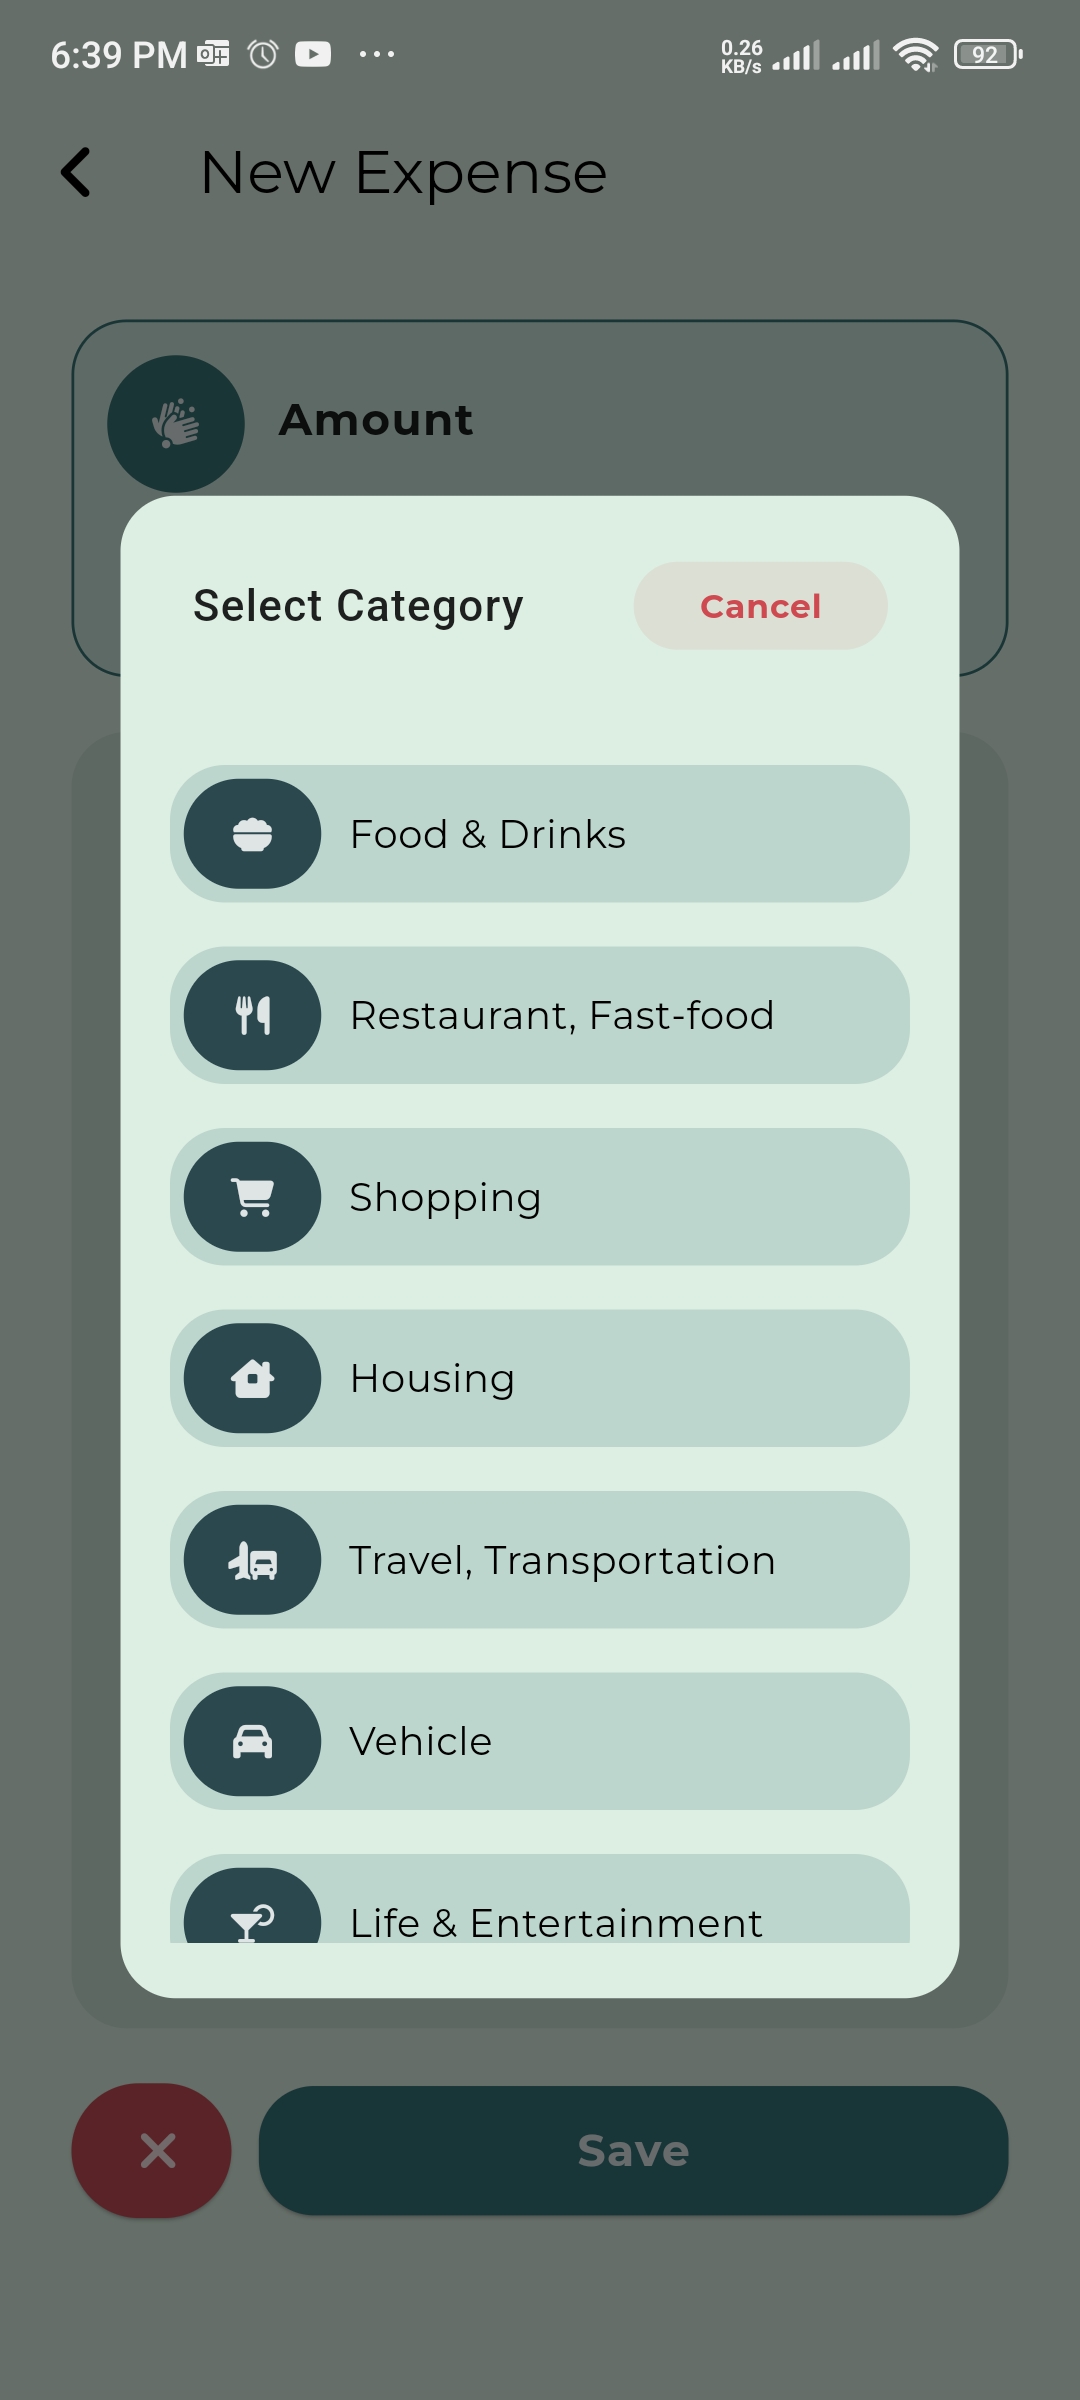 6:39 PM
0.26
KB/s
92
New Expense
Amount
Select Category
Cancel
Food & Drinks
Restaurant, Fast-food
Shopping
Housing
Travel, Transportation
Vehicle
Life & Entertainment
Save